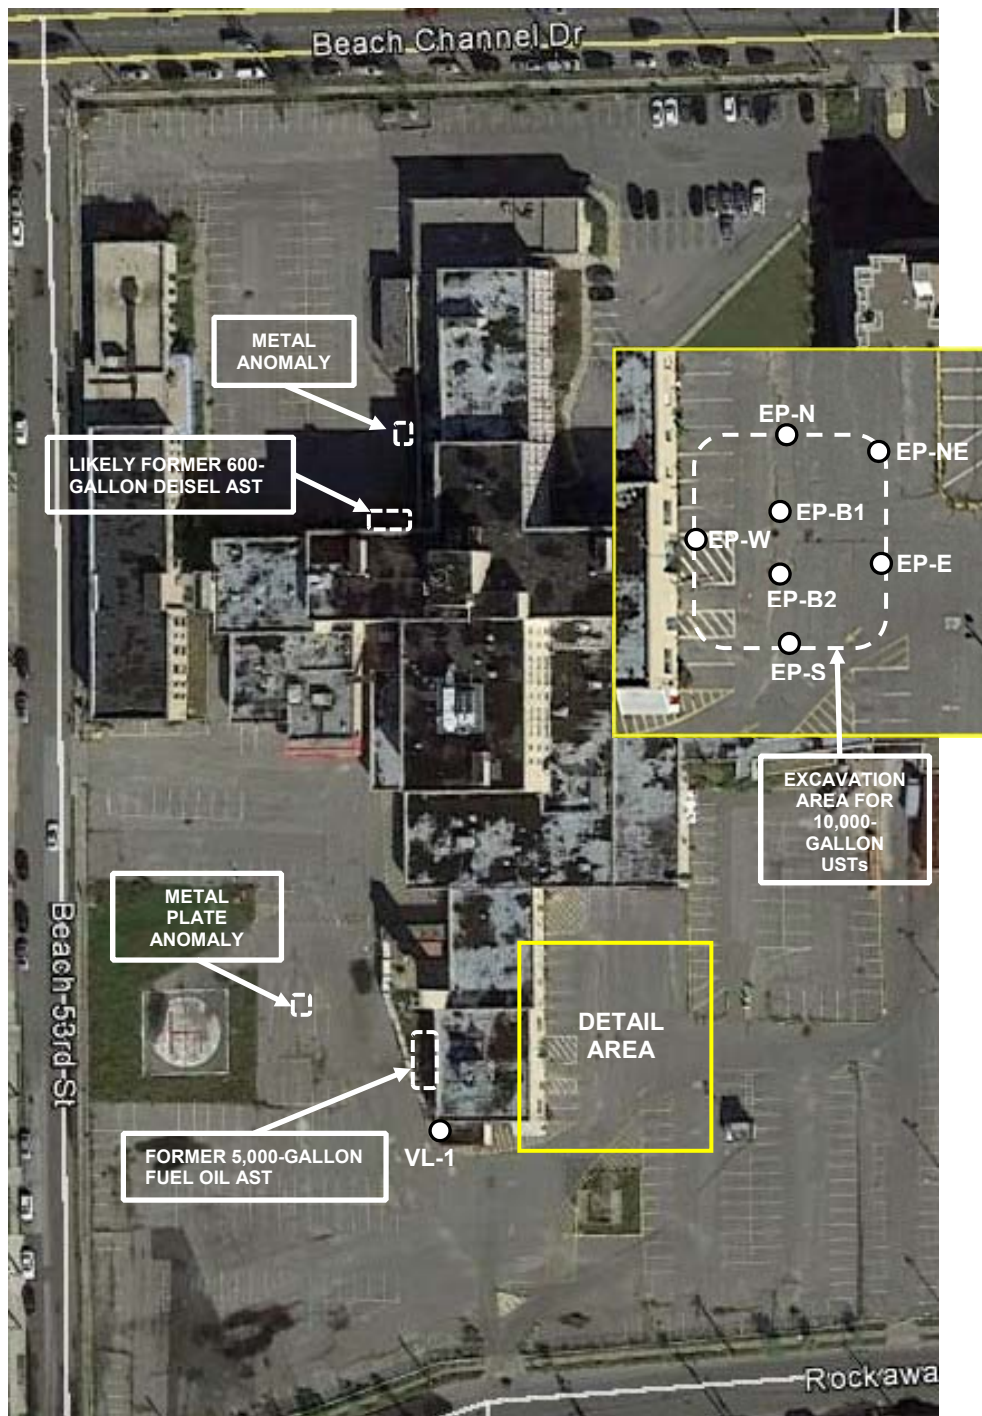 Beach Channel Dr
METAL
ANOMALY
LIKELY FORMER 600-
GALLON DEISEL AST
EP-N
EP-NE
EP-B1
EP-W
EP-E
EP-B2
EP-S
EXCAVATION
AREA FOR
10,000-
GALLON
USTs
METAL
PLATE
ANOMALY
Beach 53rd St
DETAIL
AREA
FORMER 5,000-GALLON
FUEL OIL AST
VL-1
Rockawa